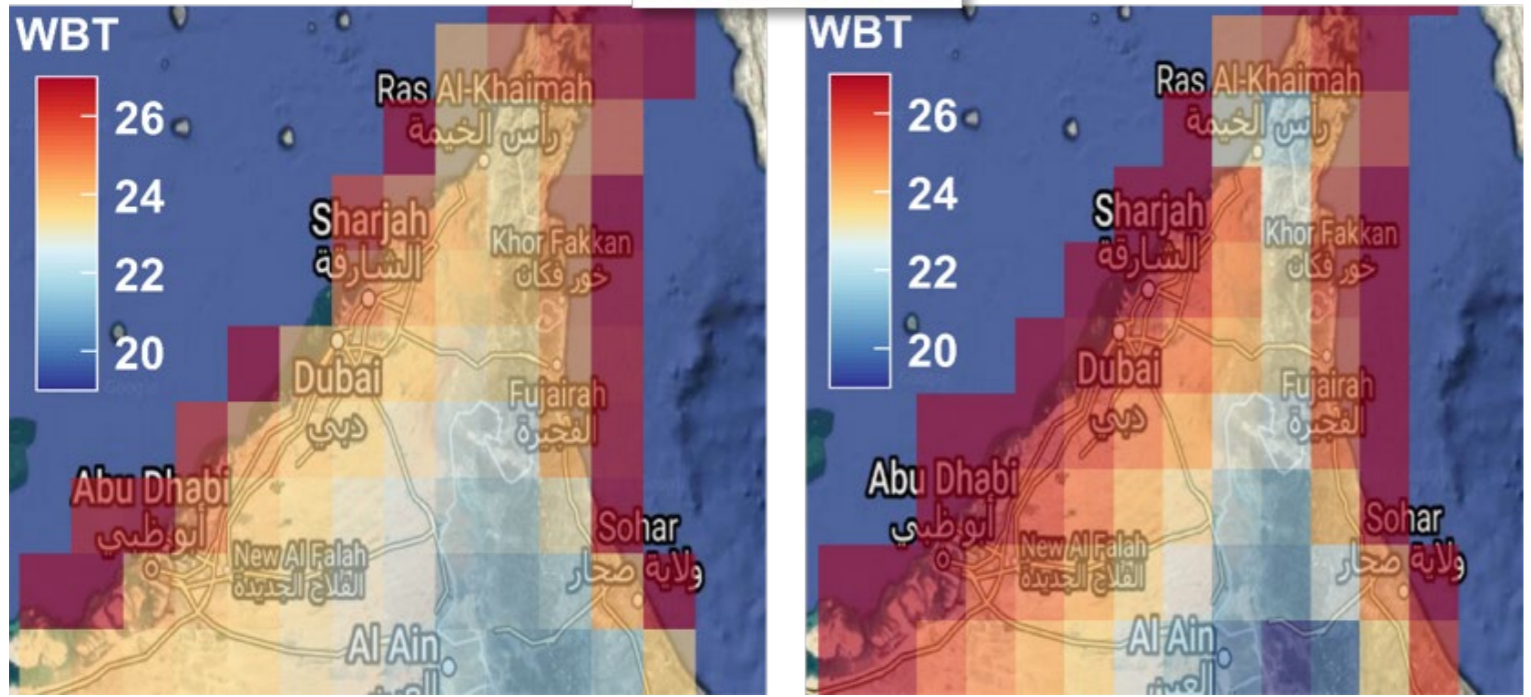 WBT
26
24
22
20
Ras Al-Khaimah
رأس الخيمة
Sharjah
الشارقة
Khor Fakkan
خور فكان
Dubai
دبي
Fujairah
الفجيرة
Abu Dhabi
أبو ظبي
New Al Falah
الفلاح الجديدة
Sohar
ولاية صحار
Al Ain
العين
WBT
26
24
22
20
Ras Al-Khaimah
رأس الخيمة
Sharjah
الشارقة
Khor Fakkan
خور فكان
Dubai
دبي
Fujairah
الفجيرة
Abu Dhabi
أبو ظبي
New Al Falah
الفلاح الجديدة
Sohar
ولاية صحار
Al Ain
العين